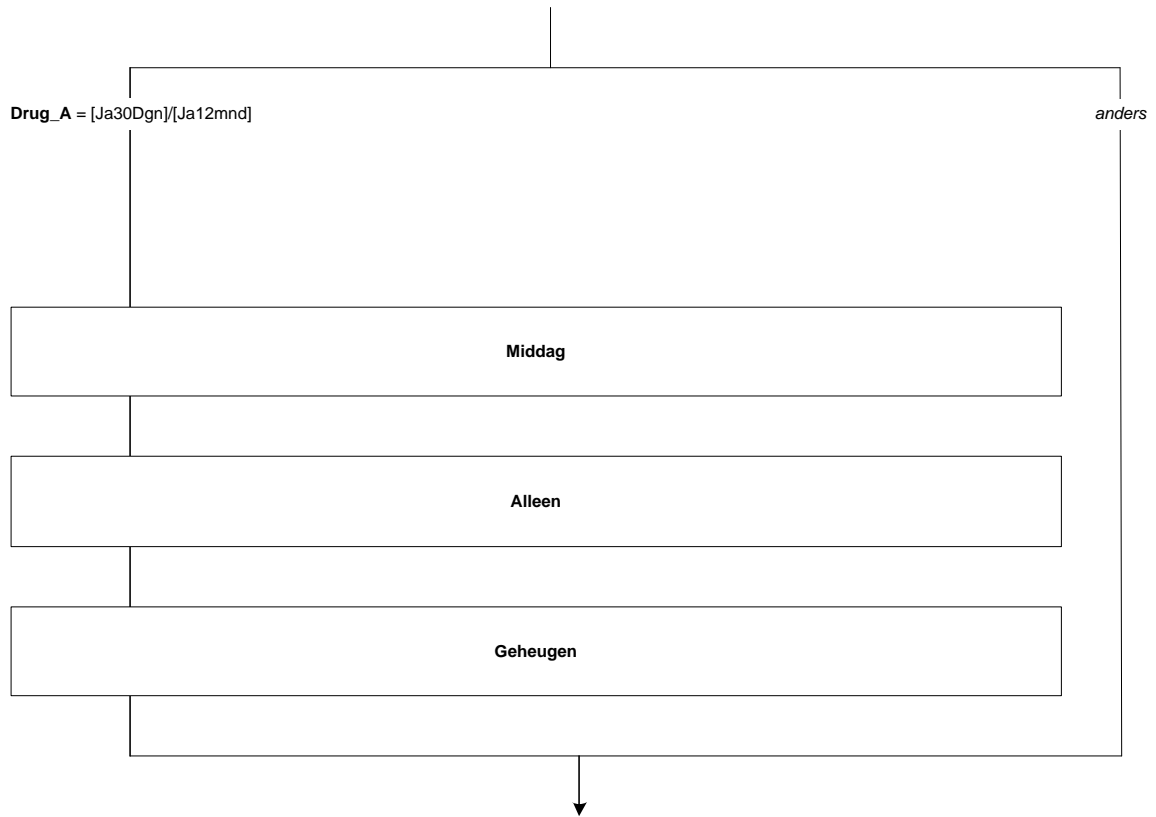 Drug_A = [Ja30Dgn]/[Ja12mnd]
anders
Middag
Alleen
Geheugen